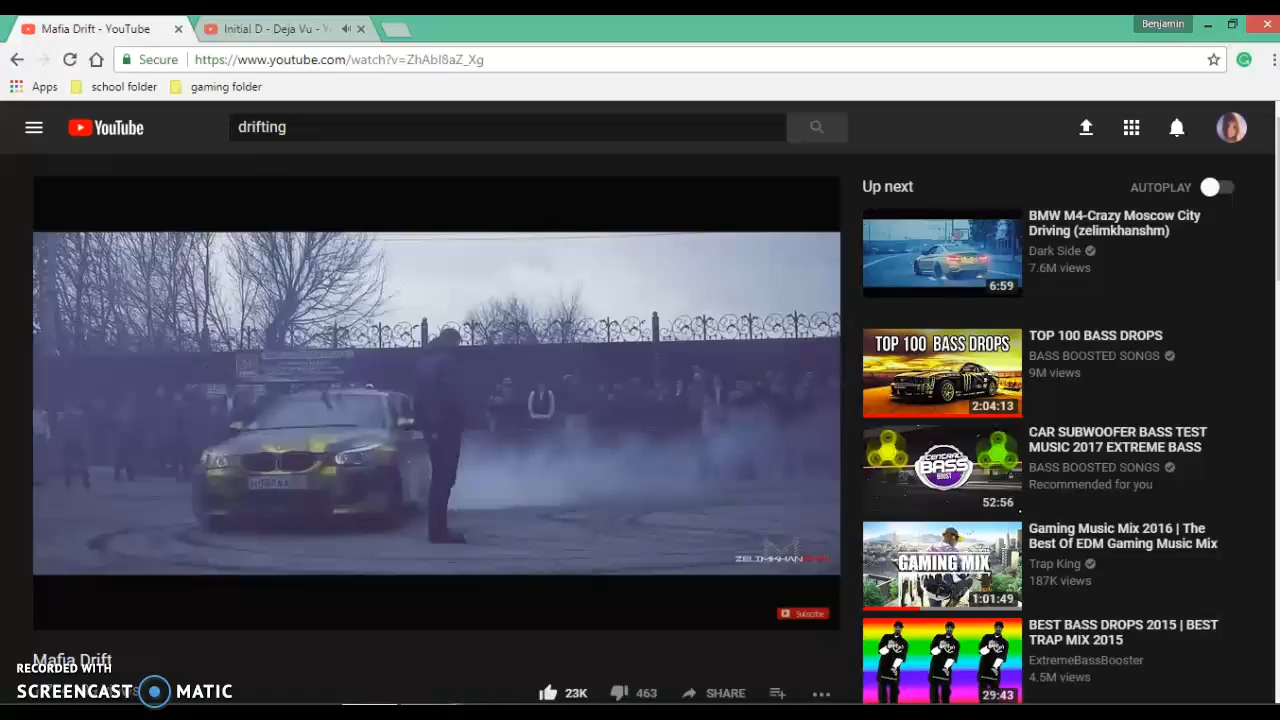 Mafia Drift - YouTube
Initial D - Deja Vu - Y
Benjamin
Secure
https://www.youtube.com/watch?v=ZhAbI8aZ_Xg
Apps
school folder
gaming folder
YouTube
drifting
Up next
AUTOPLAY
BMW M4-Crazy Moscow City
Driving (zelimkhanshm)
Dark Side
7.6M views
6:59
TOP 100 BASS DROPS
TOP 100 BASS DROPS
BASS BOOSTED SONGS
9M views
2:04:13
CAR SUBWOOFER BASS TEST
MUSIC 2017 EXTREME BASS
BASS BOOSTED SONGS
Recommended for you
CENTRAL
BASS
BOOST
52:56
Gaming Music Mix 2016 | The
Best Of EDM Gaming Music Mix
Trap King
187K views
GAMING MIX
1:01:49
BEST BASS DROPS 2015 | BEST
TRAP MIX 2015
ExtremeBassBooster
4.5M views
29:43
Subscribe
Mafia Drift
23K
463
SHARE
RECORDED WITH
SCREENCAST MATIC